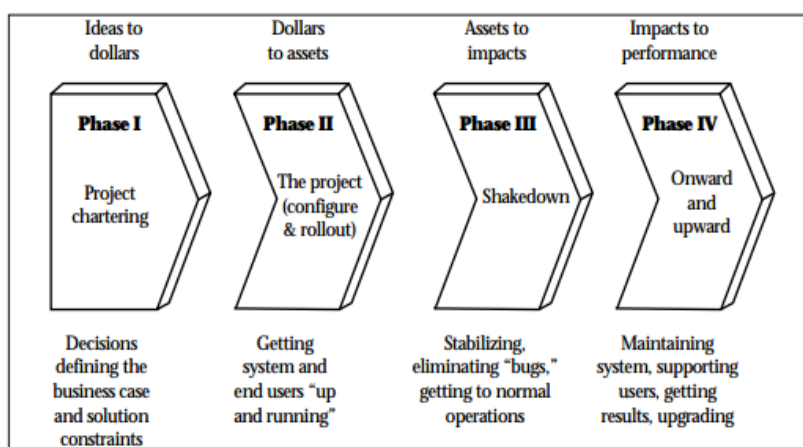 Ideas to
dollars
Dollars
to assets
Assets to
impacts
Impacts to
performance
Phase I
Project
chartering
Phase II
The project
(configure
& rollout)
Phase III
Shakedown
Phase IV
Onward
and
upward
Decisions
defining the
business case
and solution
constraints
Getting
system and
end users “up
and running”
Stabilizing,
eliminating “bugs,”
getting to normal
operations
Maintaining
system, supporting
users, getting
results, upgrading